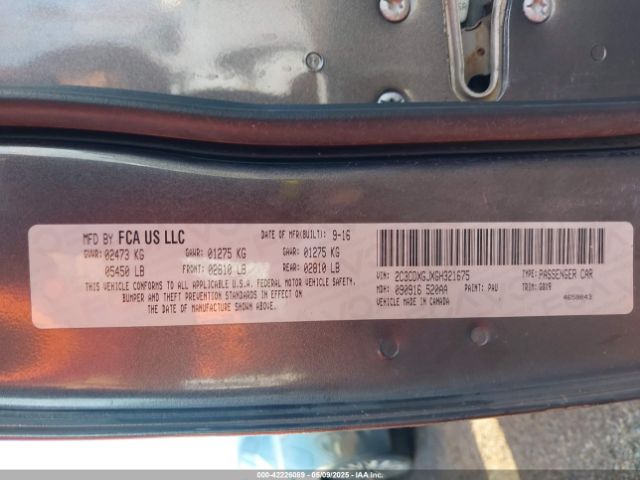 MFD BY FCA US LLC
DATE OF MFR(BUILT): 9-16
GVWR: 02473 KG GAWR: 01275 KG GAWR: 01275 KG
05450 LB FRONT: 02810 LB REAR: 02810 LB
THIS VEHICLE CONFORMS TO ALL APPLICABLE U.S.A. FEDERAL MOTOR VEHICLE SAFETY,
BUMPER AND THEFT PREVENTION STANDARDS IN EFFECT ON
THE DATE OF MANUFACTURE SHOWN ABOVE.
VIN: 2C3CDXGJXGH321675 TYPE: PASSENGER CAR
MDH: 090916 520AA PAINT: PAU TRIM: G8X9
VEHICLE MADE IN CANADA 4658043
000-42226089 05/09/2025 COPYRIGHT IAA